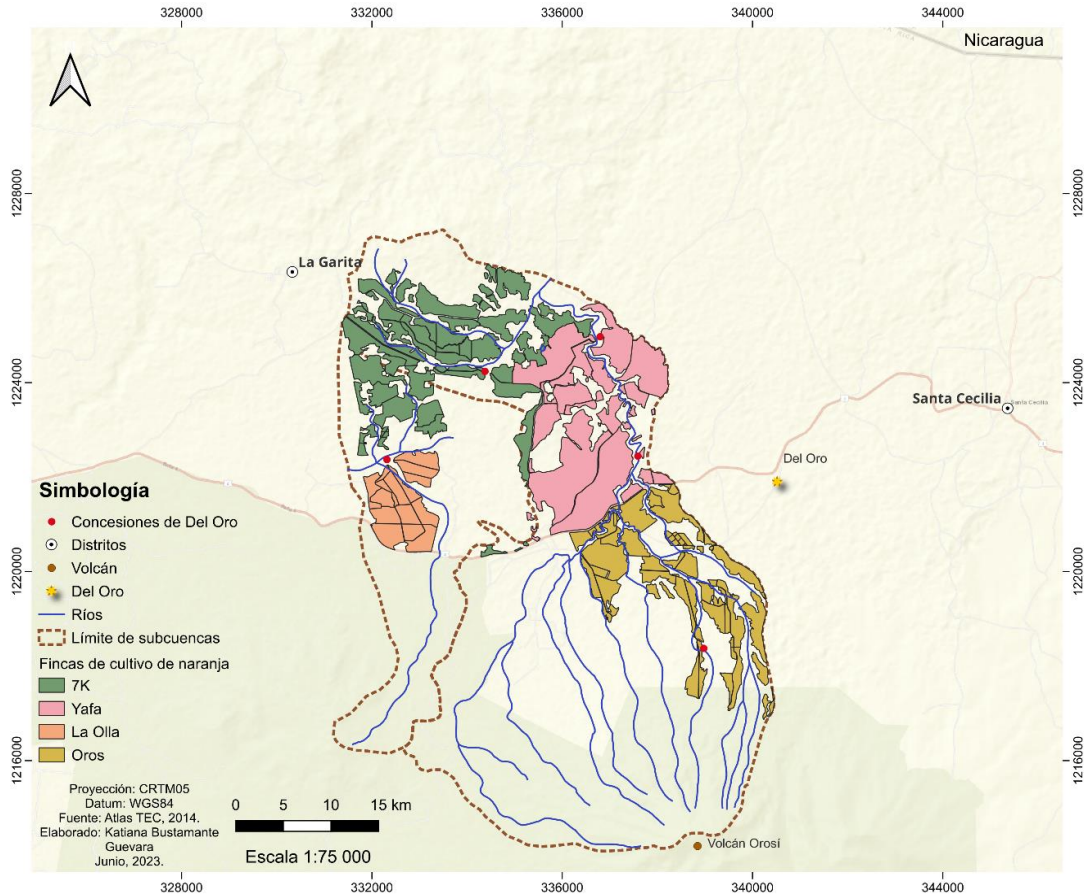 328000
332000
336000
340000
344000
Nicaragua
1228000
1228000
La Garita
1224000
1224000
Santa Cecilia
Santa Cecilia
Del Oro
Simbología
Concesiones de Del Oro
Distritos
Volcán
Del Oro
Ríos
Límite de subcuencas
Fincas de cultivo de naranja
7K
Yafa
La Olla
Oros
1220000
1220000
1216000
1216000
Proyección: CRTM05
Datum: WGS84
Fuente: Atlas TEC, 2014.
Elaborado: Katiana Bustamante
Guevara
Junio, 2023.
0 5 10 15 km
Escala 1:75 000
Volcán Orosí
328000
332000
336000
340000
344000